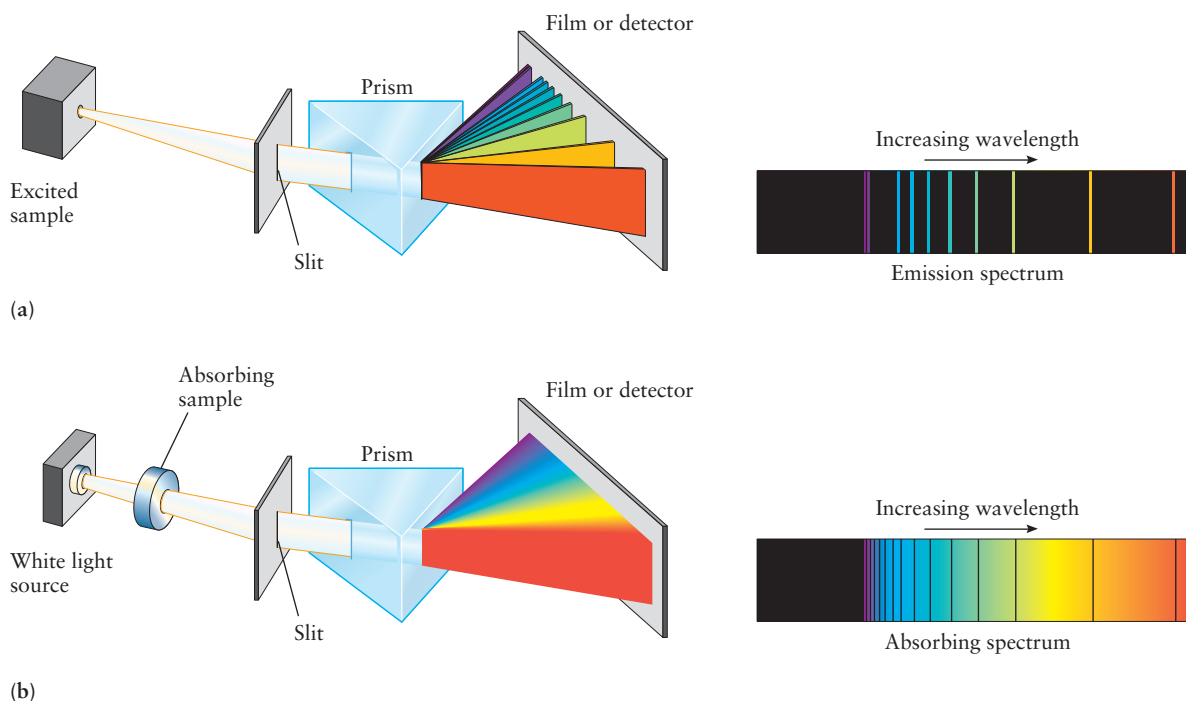 Film or detector
Prism
Increasing wavelength
Excited
sample
Slit
Emission spectrum
(a)
Absorbing
sample
Film or detector
Prism
Increasing wavelength
White light
source
Slit
Absorbing spectrum
(b)